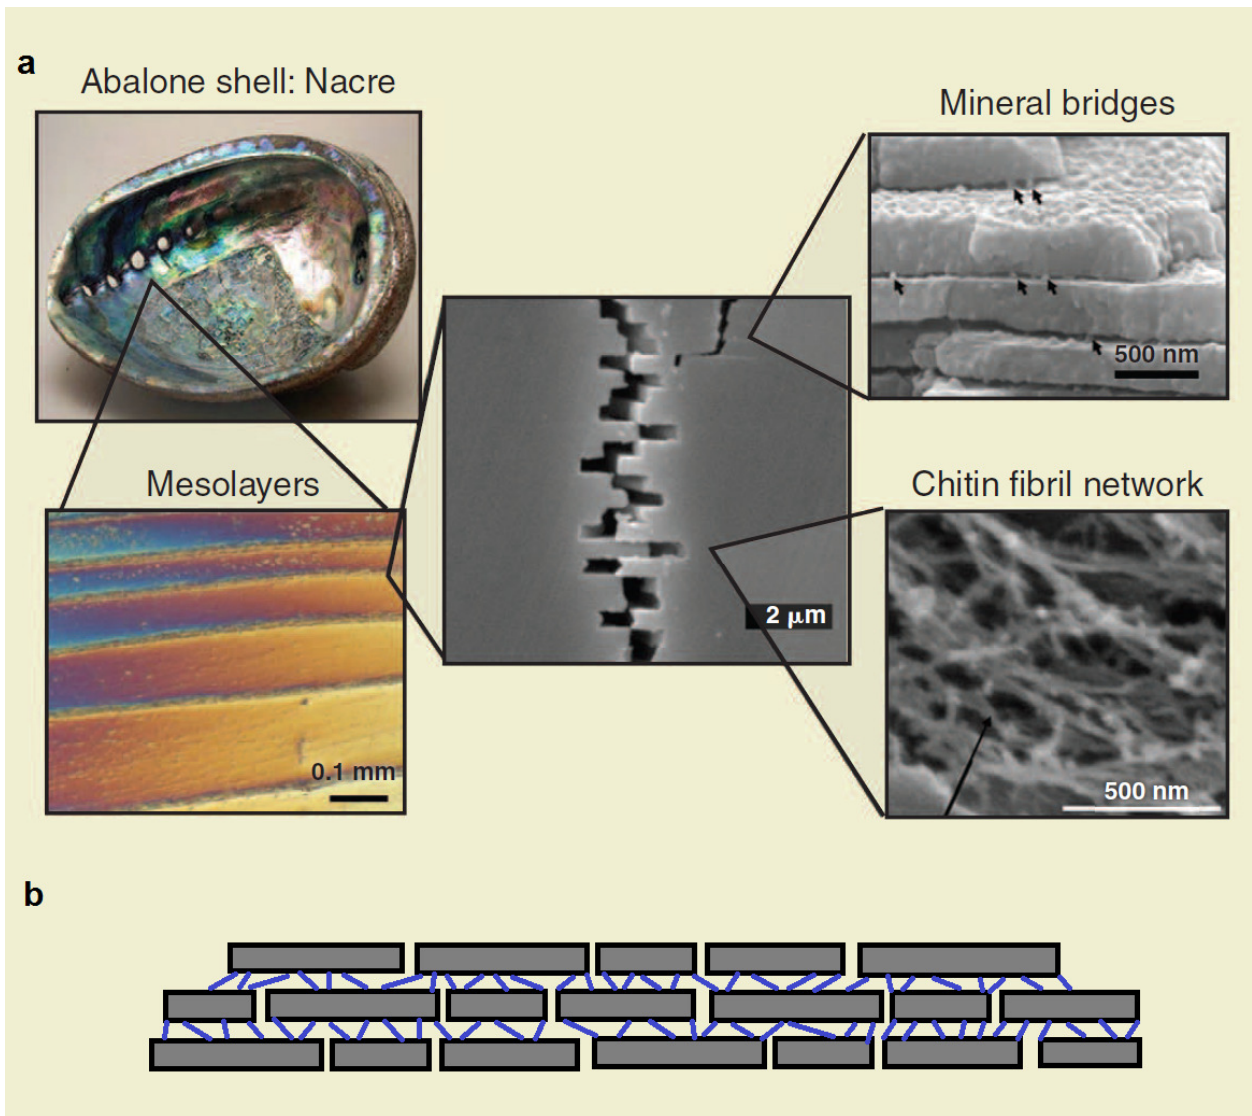 a
Abalone shell: Nacre
Mineral bridges
500 nm
Mesolayers
0.1 mm
2 μm
Chitin fibril network
500 nm
b